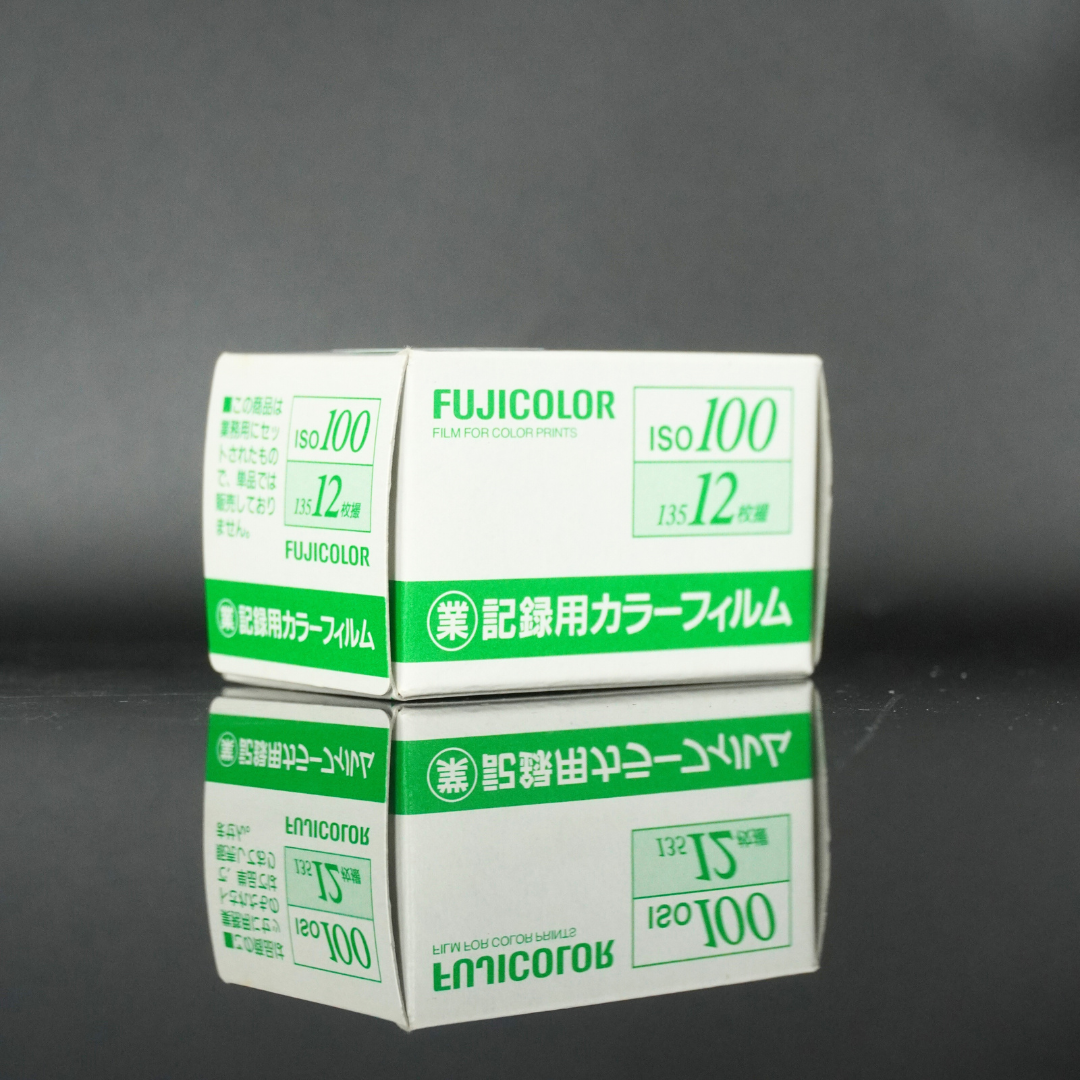 ■この商品は
業務用にセッ
トされたもの
で、単品では
販売しており
ません。
ISO100
135 12枚撮
FUJICOLOR
業 記録用カラーフィルム
FUJICOLOR
FILM FOR COLOR PRINTS
ISO100
135 12枚撮
業 記録用カラーフィルム